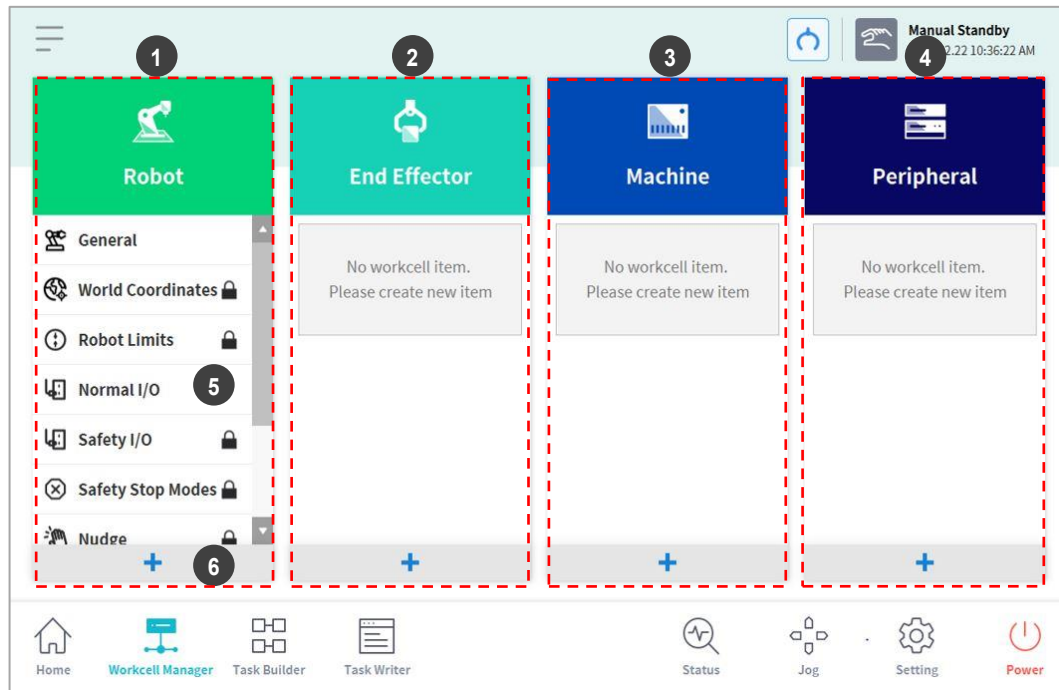 Manual Standby
2.22 10:36:22 AM
1
2
3
4
Robot
End Effector
Machine
Peripheral
General
World Coordinates
Robot Limits
Normal I/O
5
Safety I/O
Safety Stop Modes
Nudge
No workcell item.
Please create new item
No workcell item.
Please create new item
No workcell item.
Please create new item
+
6
+
+
+
Home
Workcell Manager
Task Builder
Task Writer
Status
Jog
Setting
Power